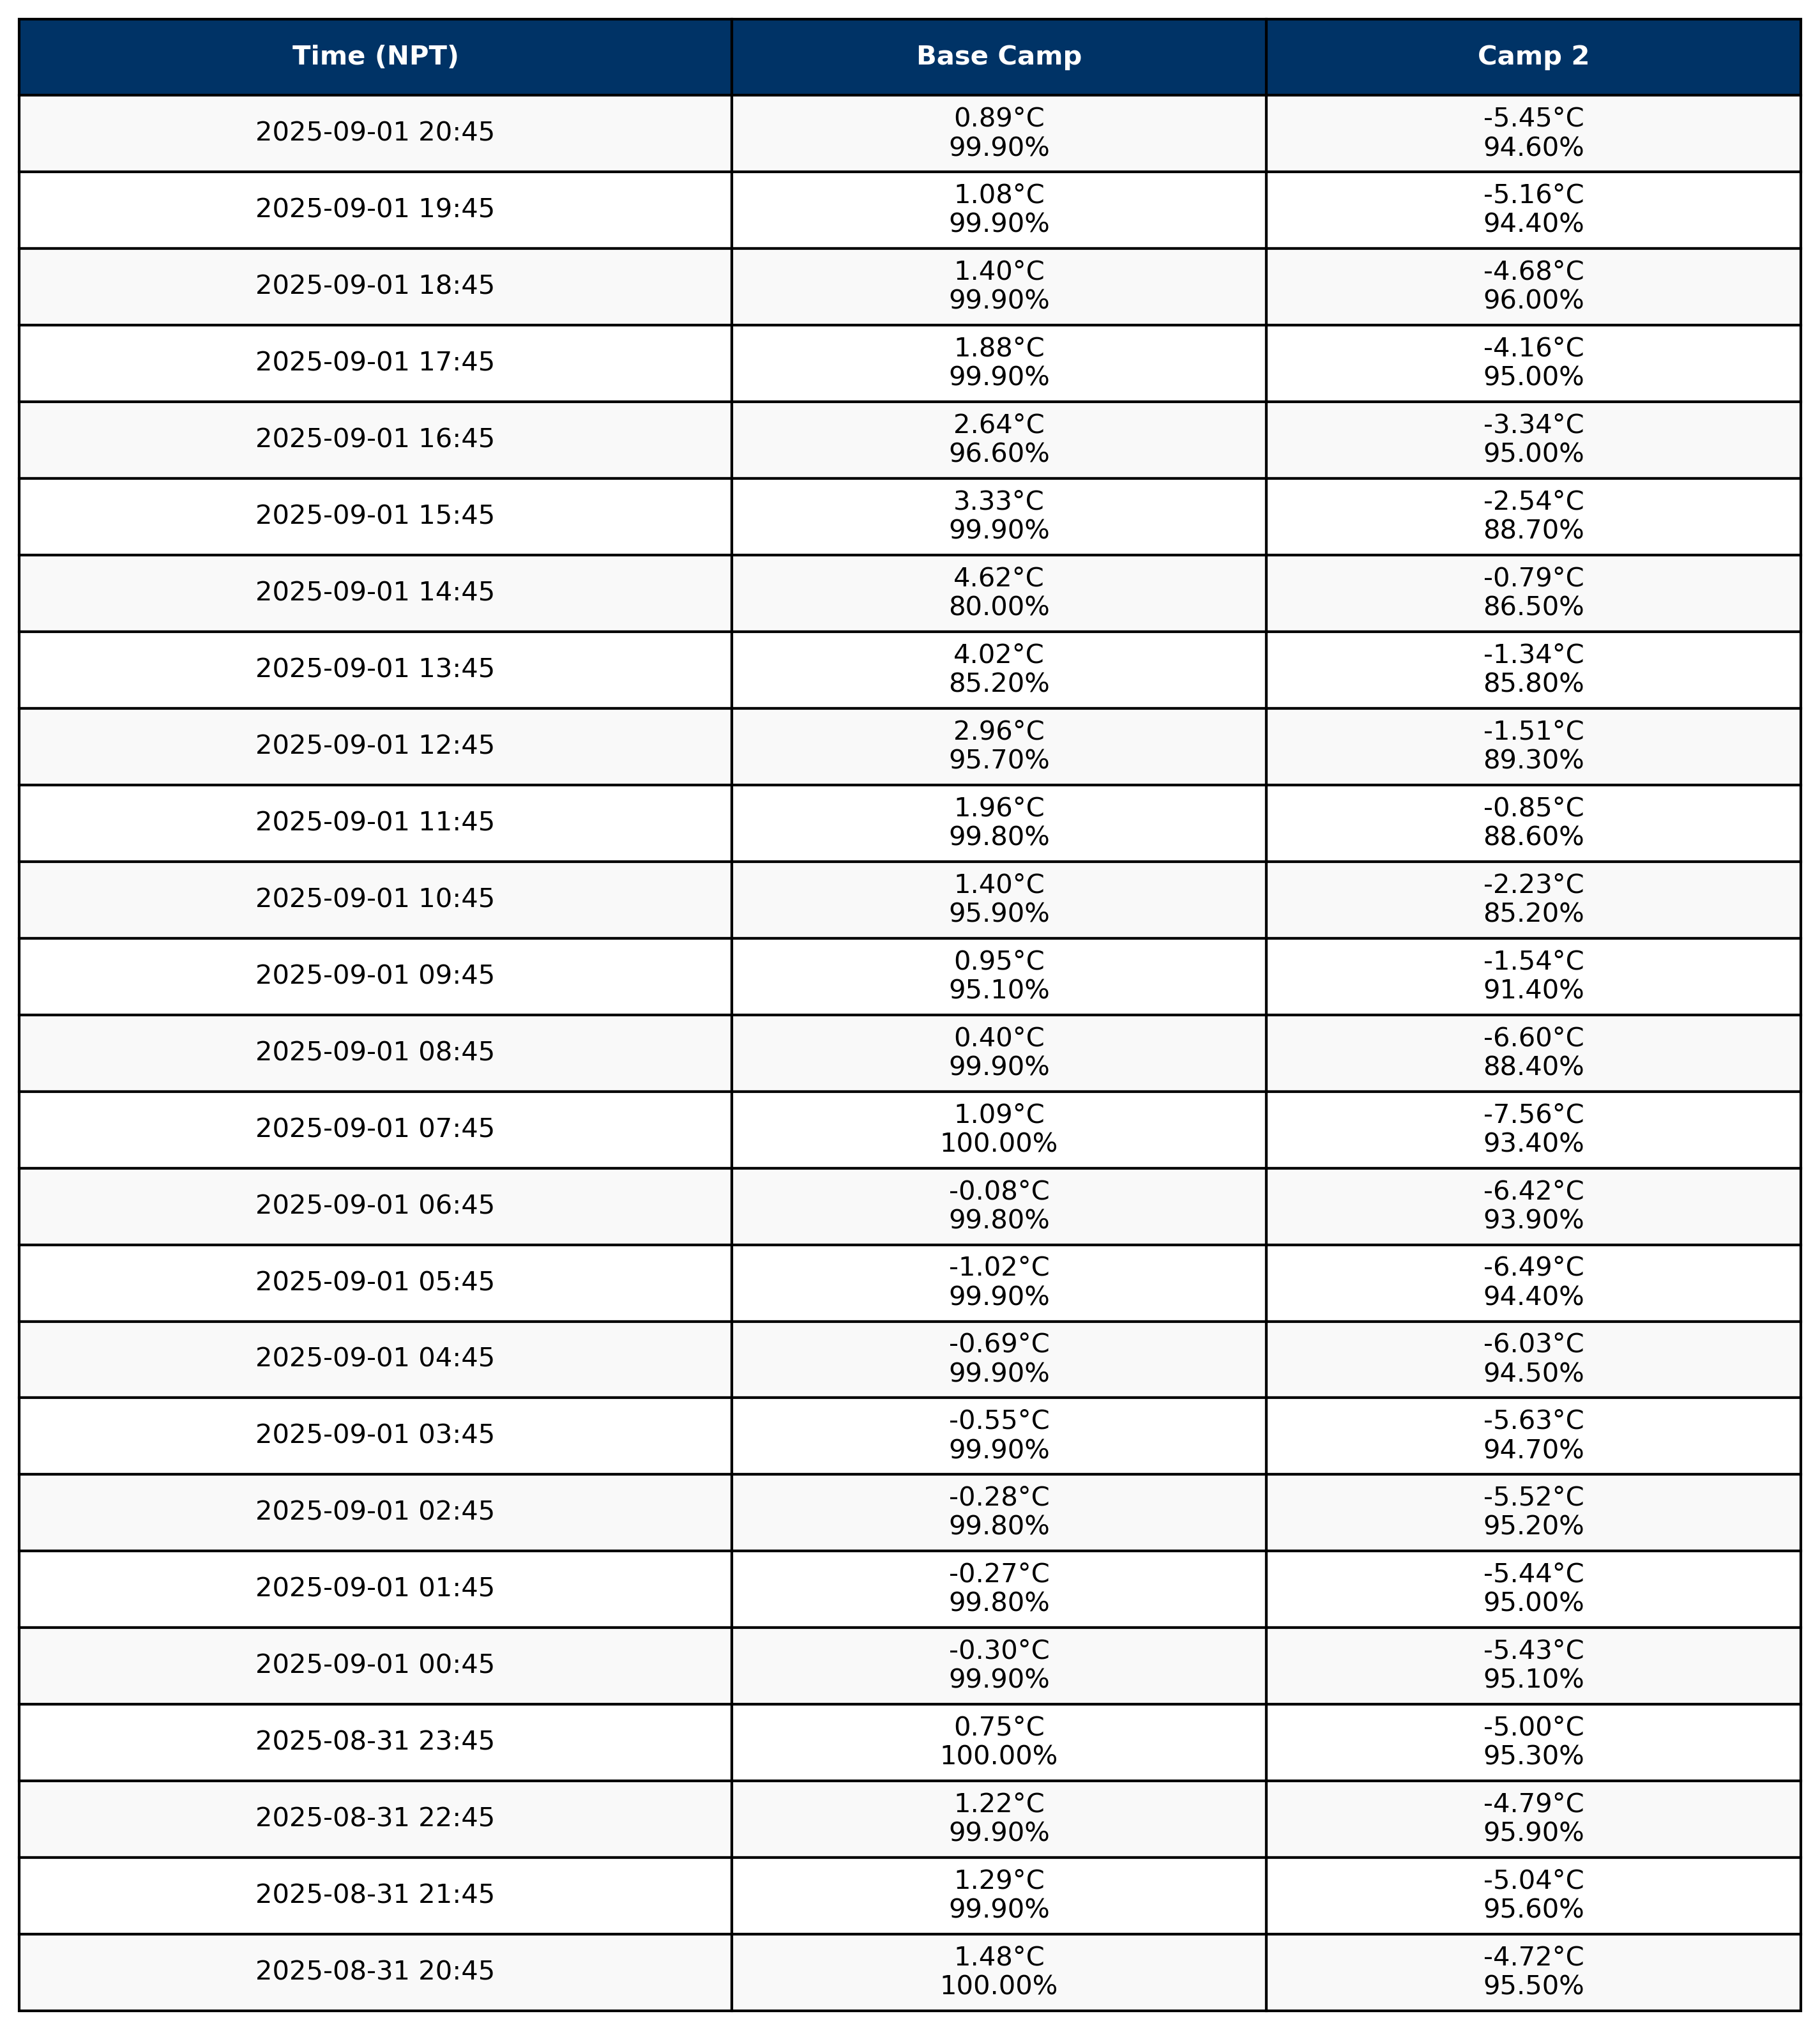 Time (NPT) Base Camp Camp 2
0.89°C -5.45°C
2025-09-01 20:45
99.90% 94.60%
1.08°C -5.16°C
2025-09-01 19:45
99.90% 94.40%
1.40°C -4.68°C
2025-09-01 18:45
99.90% 96.00%
1.88°C -4.16°C
2025-09-01 17:45
99.90% 95.00%
2.64°C -3.34°C
2025-09-01 16:45
96.60% 95.00%
3.33°C -2.54°C
2025-09-01 15:45
99.90% 88.70%
4.62°C -0.79°C
2025-09-01 14:45
80.00% 86.50%
4.02°C -1.34°C
2025-09-01 13:45
85.20% 85.80%
2.96°C -1.51°C
2025-09-01 12:45
95.70% 89.30%
1.96°C -0.85°C
2025-09-01 11:45
99.80% 88.60%
1.40°C -2.23°C
2025-09-01 10:45
95.90% 85.20%
0.95°C -1.54°C
2025-09-01 09:45
95.10% 91.40%
0.40°C -6.60°C
2025-09-01 08:45
99.90% 88.40%
1.09°C -7.56°C
2025-09-01 07:45
100.00% 93.40%
-0.08°C -6.42°C
2025-09-01 06:45
99.80% 93.90%
-1.02°C -6.49°C
2025-09-01 05:45
99.90% 94.40%
-0.69°C -6.03°C
2025-09-01 04:45
99.90% 94.50%
-0.55°C -5.63°C
2025-09-01 03:45
99.90% 94.70%
-0.28°C -5.52°C
2025-09-01 02:45
99.80% 95.20%
-0.27°C -5.44°C
2025-09-01 01:45
99.80% 95.00%
-0.30°C -5.43°C
2025-09-01 00:45
99.90% 95.10%
0.75°C -5.00°C
2025-08-31 23:45
100.00% 95.30%
1.22°C -4.79°C
2025-08-31 22:45
99.90% 95.90%
1.29°C -5.04°C
2025-08-31 21:45
99.90% 95.60%
1.48°C -4.72°C
2025-08-31 20:45
100.00% 95.50%